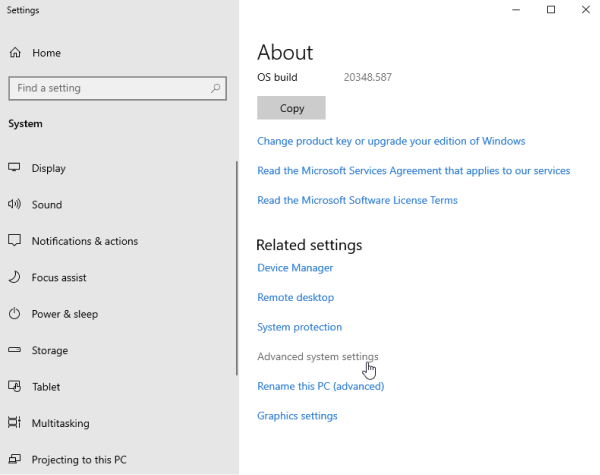 Settings
Home
Find a setting
System
Display
Sound
Notifications & actions
Focus assist
Power & sleep
Storage
Tablet
Multitasking
Projecting to this PC
About
OS build 20348.587
Copy
Change product key or upgrade your edition of Windows
Read the Microsoft Services Agreement that applies to our services
Read the Microsoft Software License Terms
Related settings
Device Manager
Remote desktop
System protection
Advanced system settings
Rename this PC (advanced)
Graphics settings